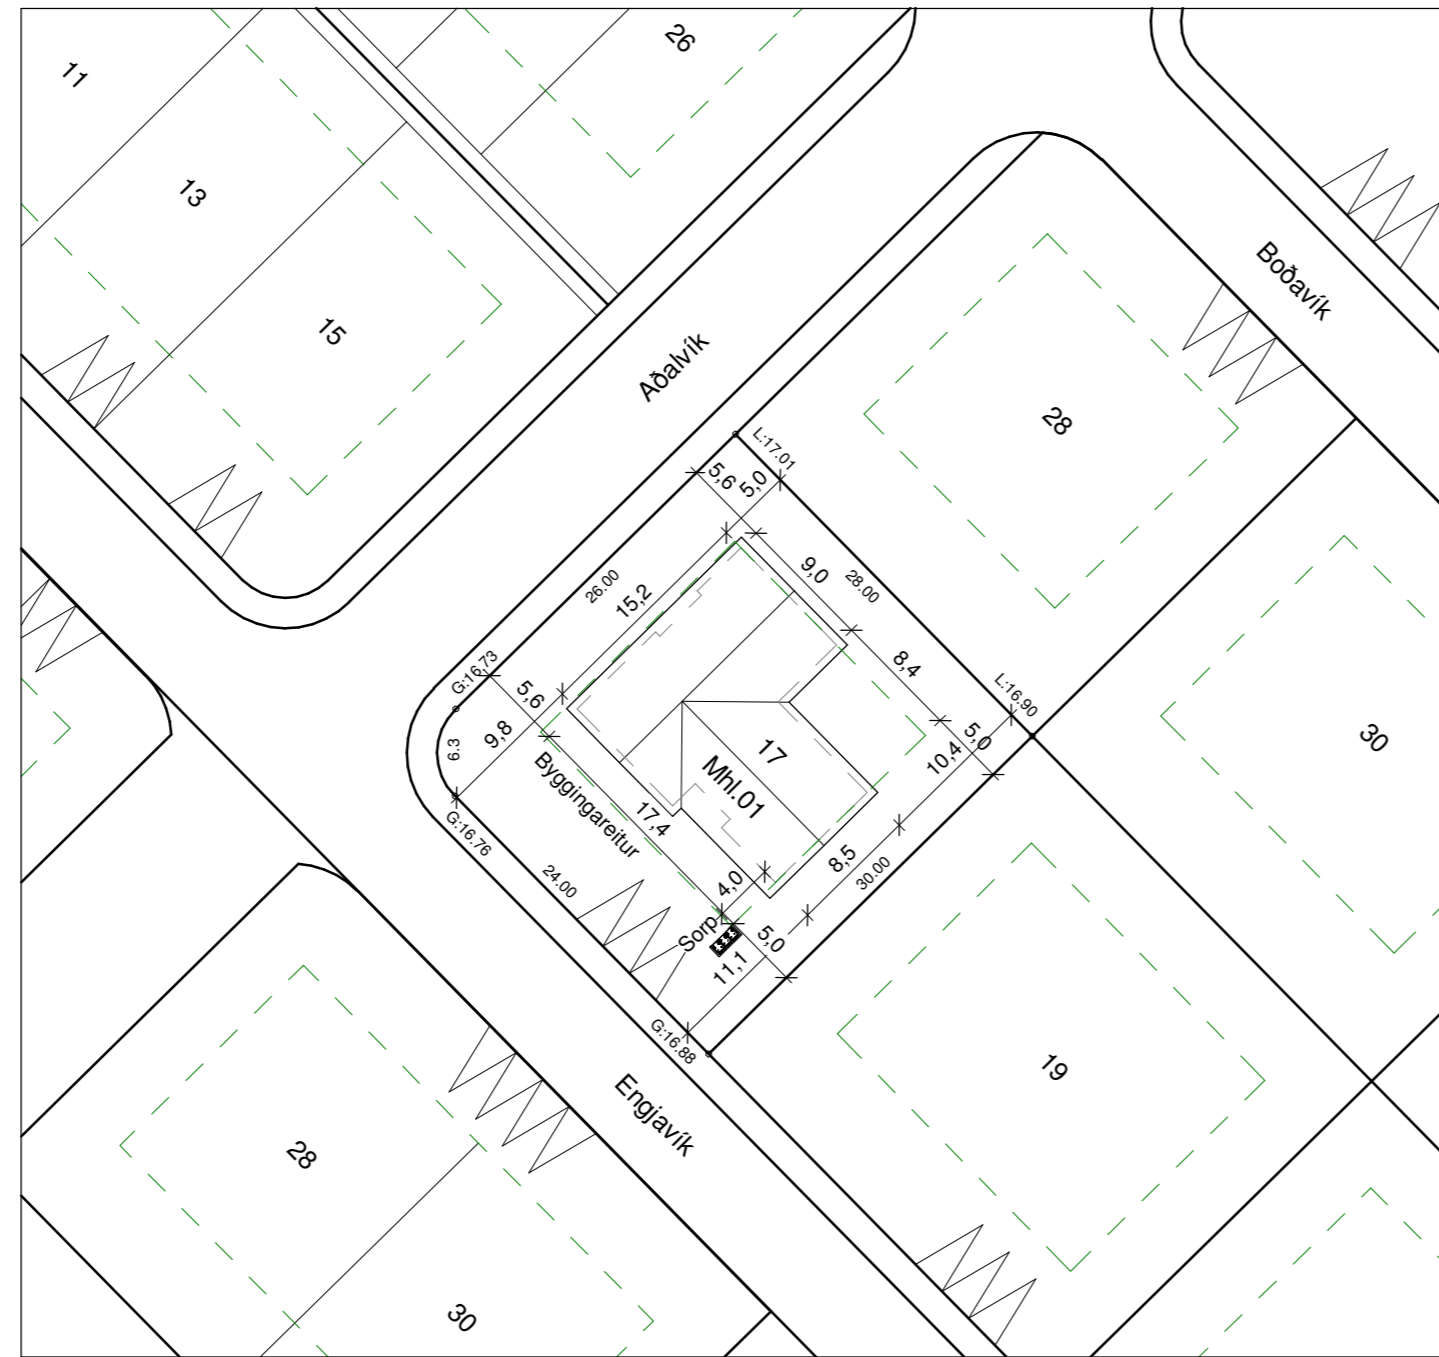 26
11
13
15
Boðavík
Aðalvík
28
L:17.01
5,6
5,0
9,0
28.00
26.00
15,2
8,4
G:16.73
5,6
L:16.90
9,8
6.3
5,0
10,4
30
17
Mhl.01
Byggingareitur
17,4
G:16.76
8,5
30.00
4,0
24.00
Sorp
5,0
11,1
G:16.88
19
Engjavík
28
30